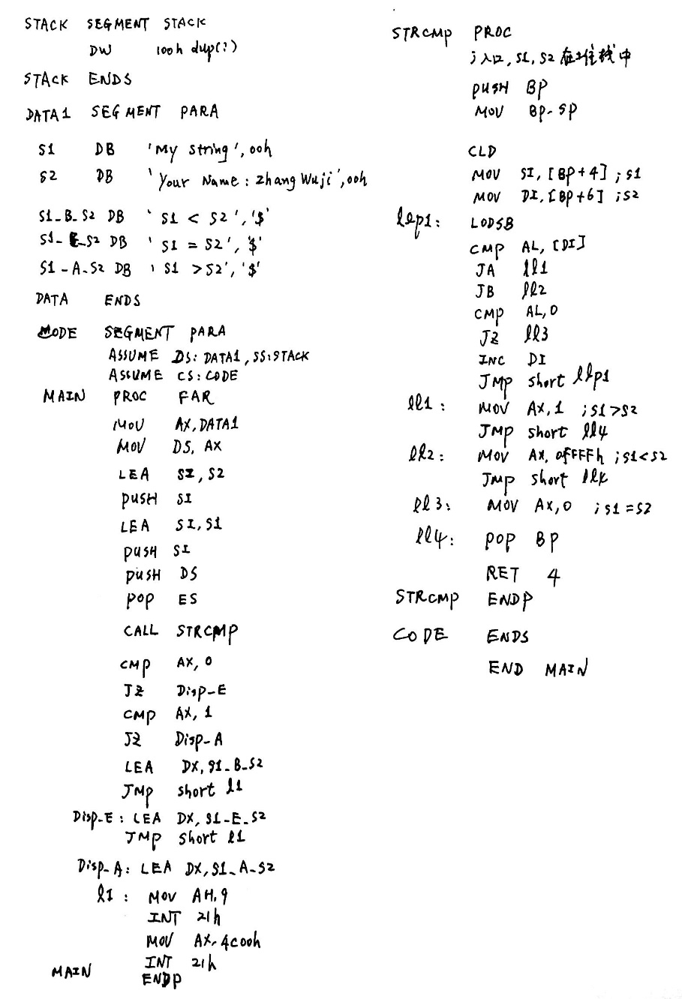 STACK SEGMENT STACK
DW 100h dup(?)
STACK ENDS
DATA1 SEGMENT PARA
S1 DB 'My string', 00h
S2 DB 'Your Name: Zhang Wuji', 00h
S1_B_S2 DB 'S1 < S2', '$'
S1_E_S2 DB 'S1 = S2', '$'
S1_A_S2 DB 'S1 > S2', '$'
DATA ENDS
SEGMENT PARA
ASSUME DS: DATA1, SS:STACK
ASSUME CS: CODE
MAIN PROC FAR
MOV AX, DATA1
MOV DS, AX
LEA SI, S2
PUSH SI
LEA SI, S1
PUSH SI
PUSH DS
POP ES
CALL STRCMP
CMP AX, 0
JZ Disp_E
CMP AX, 1
JZ Disp_A
LEA DX, S1_B_S2
JMP short l1
Disp_E: LEA DX, S1_E_S2
JMP short l1
Disp_A: LEA DX, S1_A_S2
l1: MOV AH, 9
INT 21h
MOV AX, 4C00h
INT 21h
MAIN ENDP
STRCMP PROC
;入口, S1, S2 在堆栈中
PUSH BP
MOV BP, SP
CLD
MOV SI, [BP+4] ; S1
MOV DI, [BP+6] ; S2
llp1: LODSB
CMP AL, [DI]
JA ll1
JB ll2
CMP AL, 0
JZ ll3
INC DI
JMP short llp1
ll1: MOV AX, 1 ; S1>S2
JMP short ll4
ll2: MOV AX, 0FFFFh ; S1<S2
JMP short ll4
ll3: MOV AX, 0 ; S1=S2
ll4: POP BP
RET 4
STRCMP ENDP
CODE ENDS
END MAIN